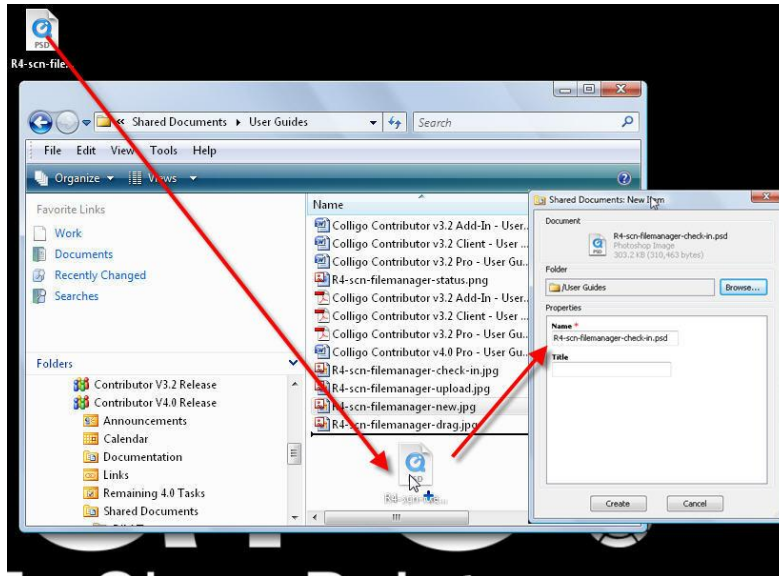 PSD
R4-scn-file...
« Shared Documents ▸ User Guides
Search
File Edit View Tools Help
Organize Views
Favorite Links
Work
Documents
Recently Changed
Searches
Folders
Contributor V3.2 Release
Contributor V4.0 Release
Announcements
Calendar
Documentation
Links
Remaining 4.0 Tasks
Shared Documents
Name
Colligo Contributor v3.2 Add-In - User...
Colligo Contributor v3.2 Client - User ...
Colligo Contributor v3.2 Pro - User Gu...
R4-scn-filemanager-status.png
Colligo Contributor v3.2 Add-In - User...
Colligo Contributor v3.2 Client - User ...
Colligo Contributor v3.2 Pro - User Gu...
Colligo Contributor v4.0 Pro - User Gu...
R4-scn-filemanager-check-in.jpg
R4-scn-filemanager-upload.jpg
R4-scn-filemanager-new.jpg
R4-scn-filemanager-drag.jpg
Shared Documents: New Item
Document
PSD
R4-scn-filemanager-check-in.psd
Photoshop Image
303.2 KB (310,463 bytes)
Folder
/User Guides
Browse...
Properties
Name *
R4-scn-filemanager-check-in.psd
Title
Create Cancel